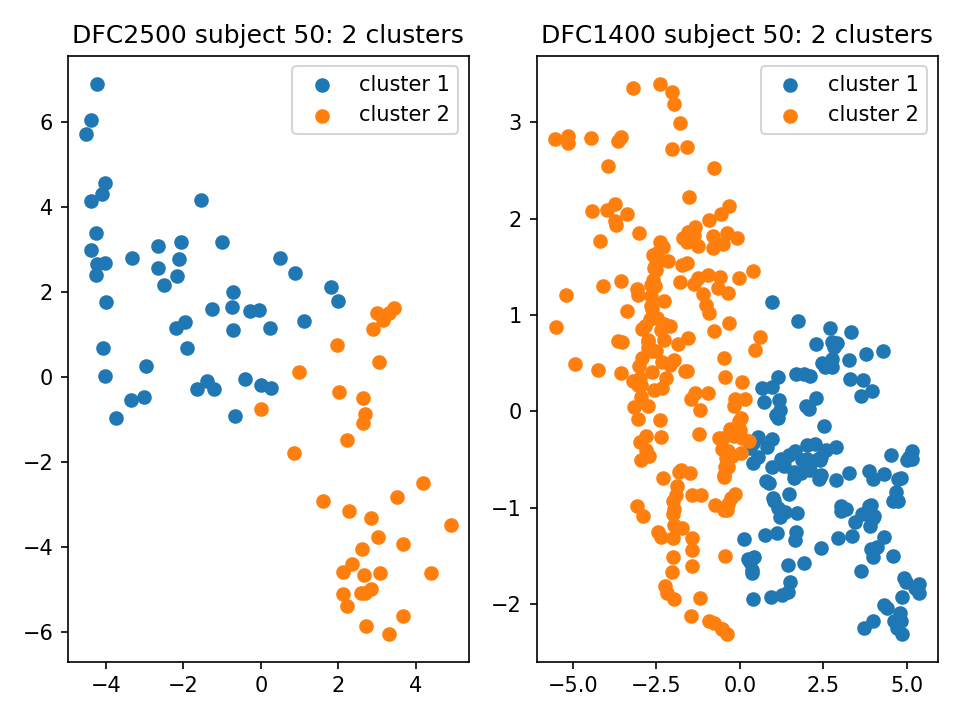 DFC2500 subject 50: 2 clusters
cluster 1
cluster 2
6
4
2
0
−2
−4
−6
−4 −2 0 2 4
DFC1400 subject 50: 2 clusters
cluster 1
cluster 2
3
2
1
0
−1
−2
−5.0 −2.5 0.0 2.5 5.0